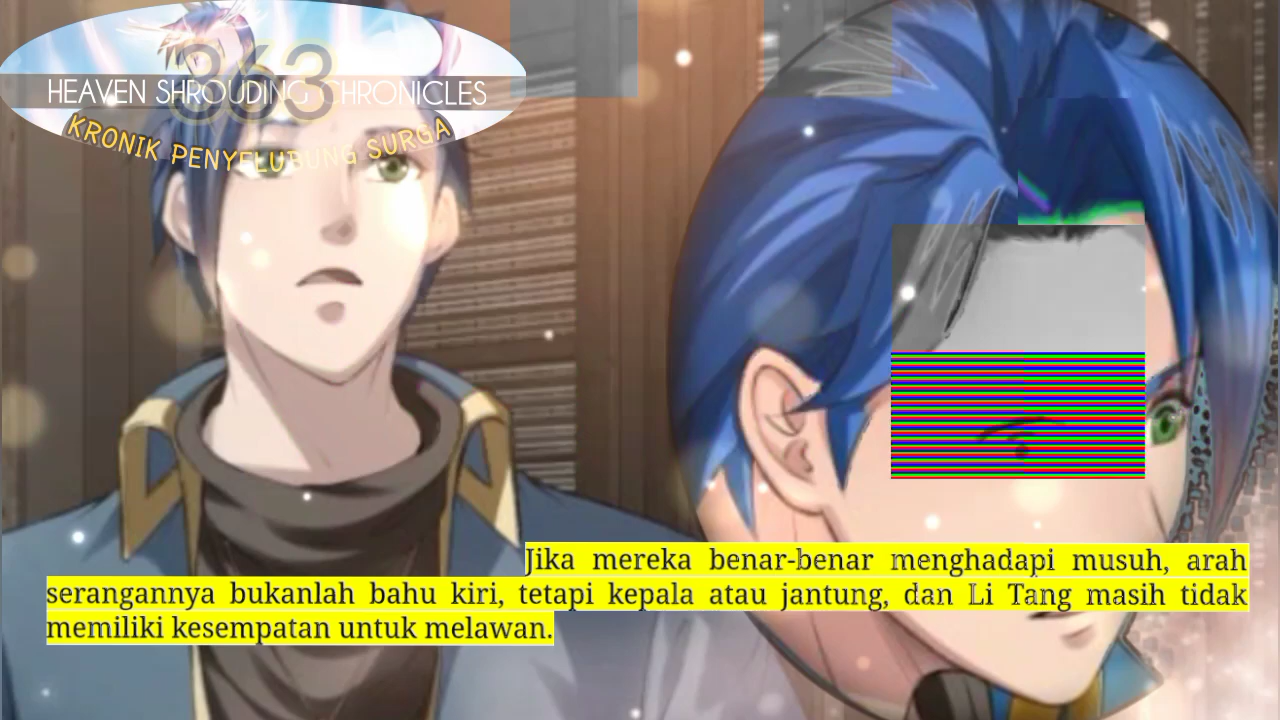 363
HEAVEN SHROUDING CHRONICLES
KRONIK PENYELUBUNG SURGA
Jika mereka benar-benar menghadapi musuh, arah
serangannya bukanlah bahu kiri, tetapi kepala atau jantung, dan Li Tang masih tidak
memiliki kesempatan untuk melawan.